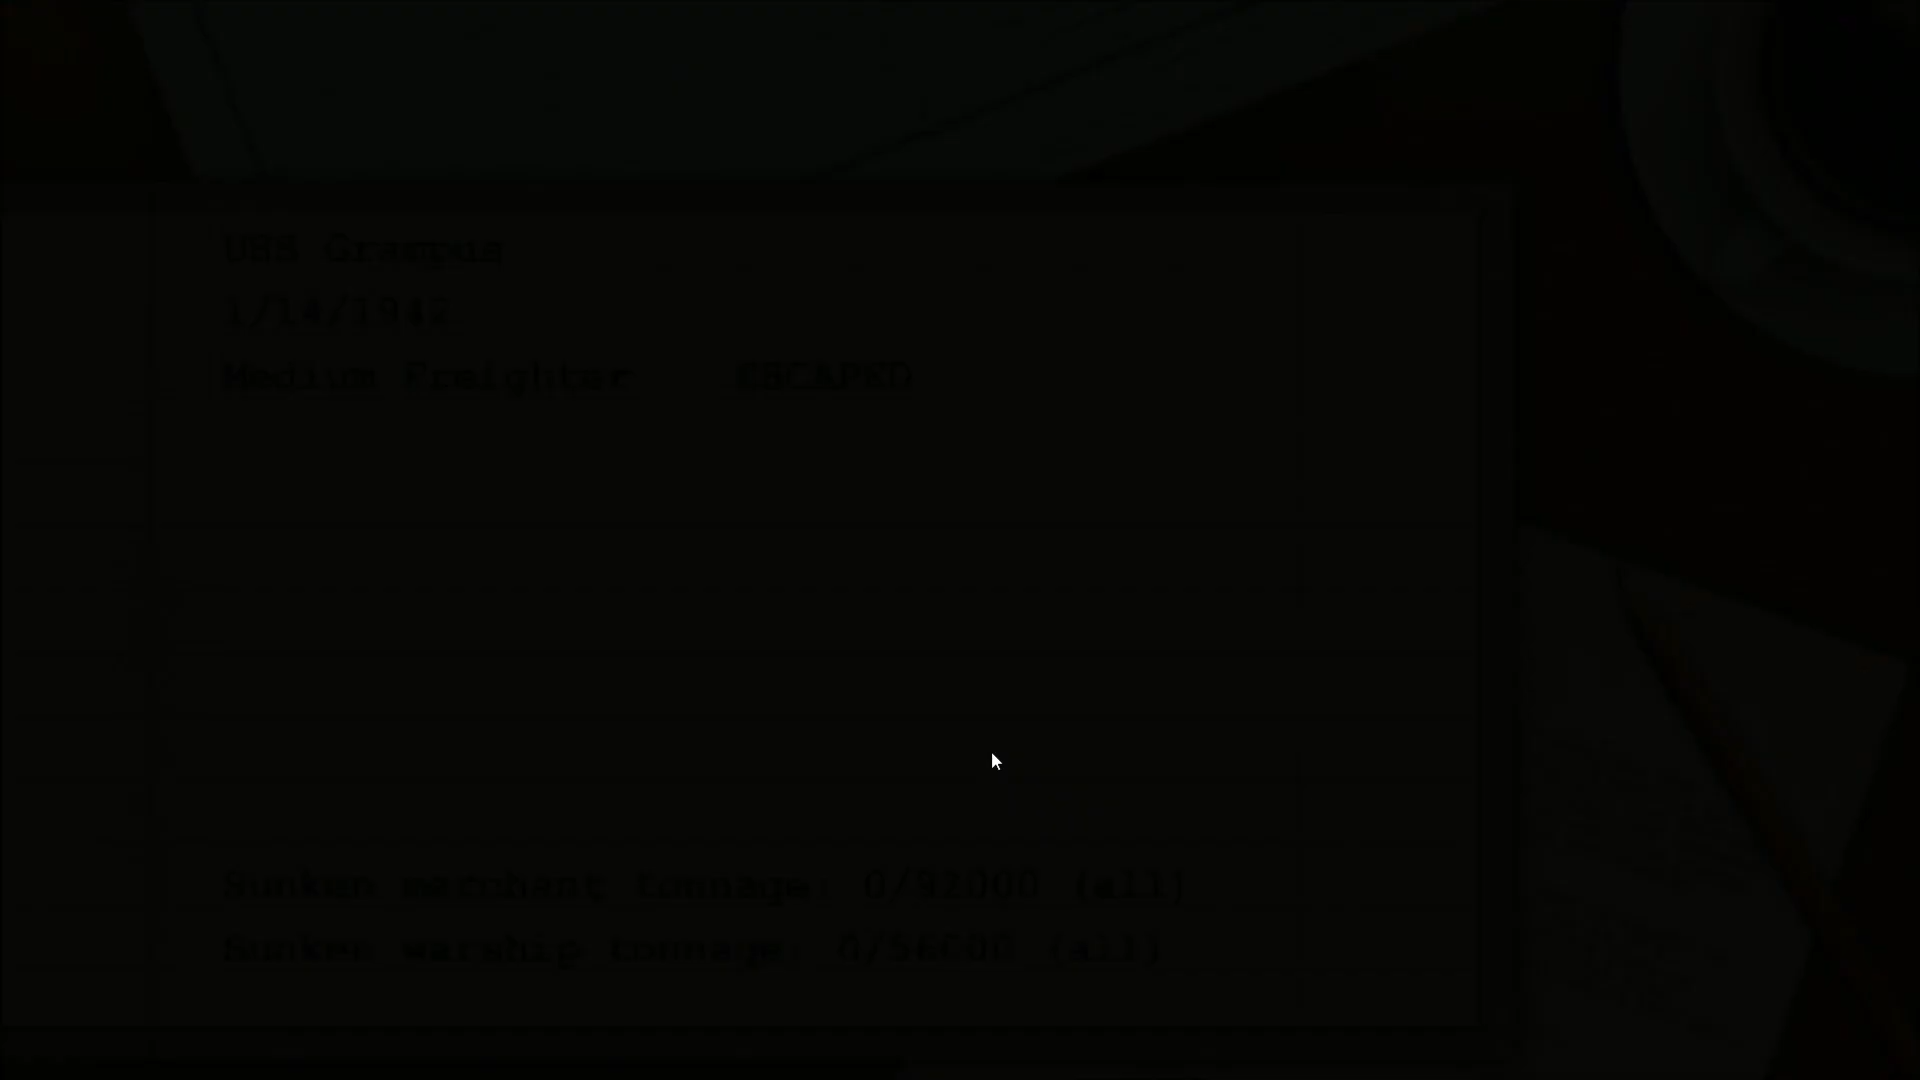 USS Grampus
1/14/1942
Medium Freighter ESCAPED
Sunken merchant tonnage: 0/92000 (all)
Sunken warship tonnage: 0/56000 (all)